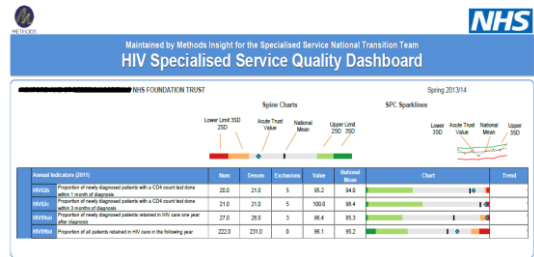 METHODS
NHS
Maintained by Methods Insight for the Specialised Service National Transition Team
HIV Specialised Service Quality Dashboard
NHS FOUNDATION TRUST
Spring 2013/14
Spine Charts
SPC Sparklines
Lower Limit 3SD
2SD
Acute Trust
Value
National
Mean
Upper Limit
2SD 3SD
Lower
3SD
Acute Trust
Value
National
Mean
Upper
3SD
Annual Indicators (2011) Num Denom Exclusions Value National Mean Chart Trend
Proportion of newly diagnosed patients with a CD4 count test done
within 1 month of diagnosis
20.0 21.0 5 95.2 94.0
Proportion of newly diagnosed patients with a CD4 count test done
within 3 months of diagnosis
21.0 21.0 5 100.0 98.4
Proportion of newly diagnosed patients retained in HIV care one year
after diagnosis
27.0 28.0 3 96.4 85.3
Proportion of all patients retained in HIV care in the following year
222.0 231.0 0 96.1 95.2